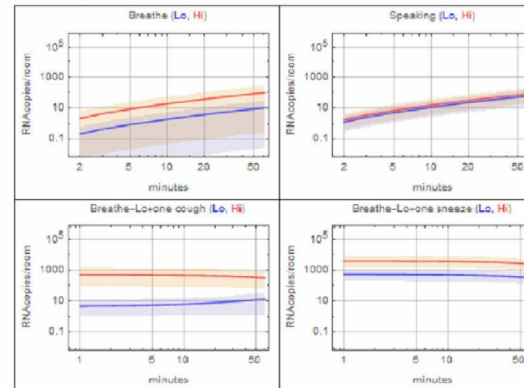 Breathe (Lo, Hi)
RNAcopies/room
10⁵
1000
10
0.1
2
5
10
20
50
minutes
Speaking (Lo, Hi)
RNAcopies/room
10⁵
1000
10
0.1
2
5
10
20
50
minutes
Breathe-Lo+one cough (Lo, Hi)
RNAcopies/room
10⁵
1000
10
0.1
1
5
10
50
minutes
Breathe-Lo+one sneeze (Lo, Hi)
RNAcopies/room
10⁵
1000
10
0.1
1
5
10
50
minutes